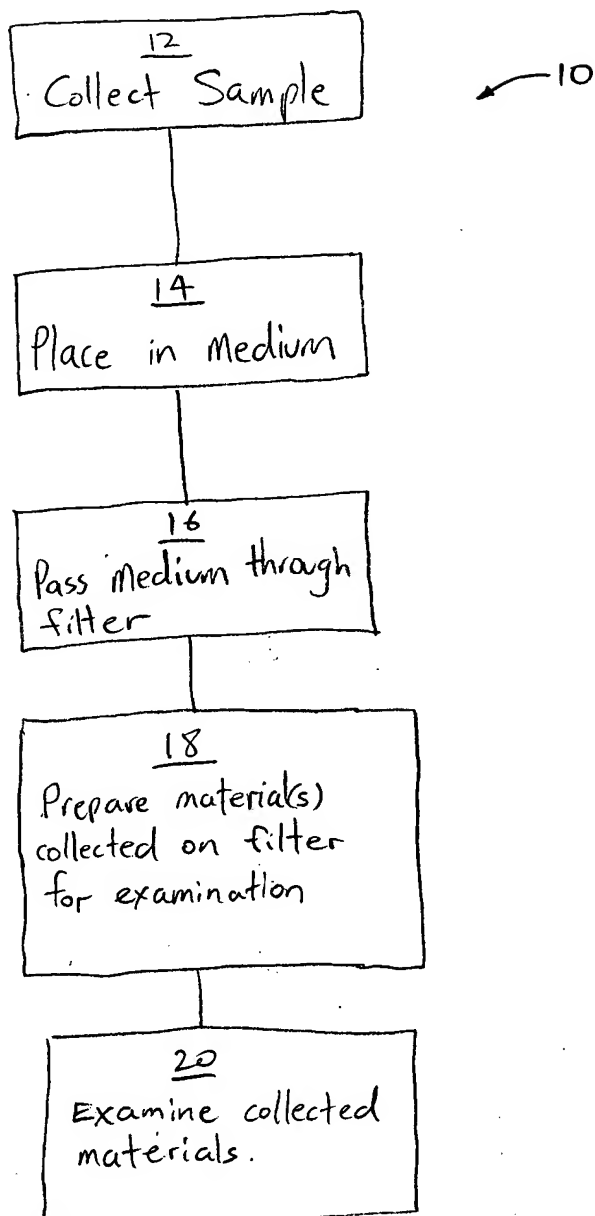 12
Collect Sample
10
14
Place in Medium
16
Pass Medium through
filter
18
Prepare material(s)
collected on filter
for examination
20
Examine collected
materials.